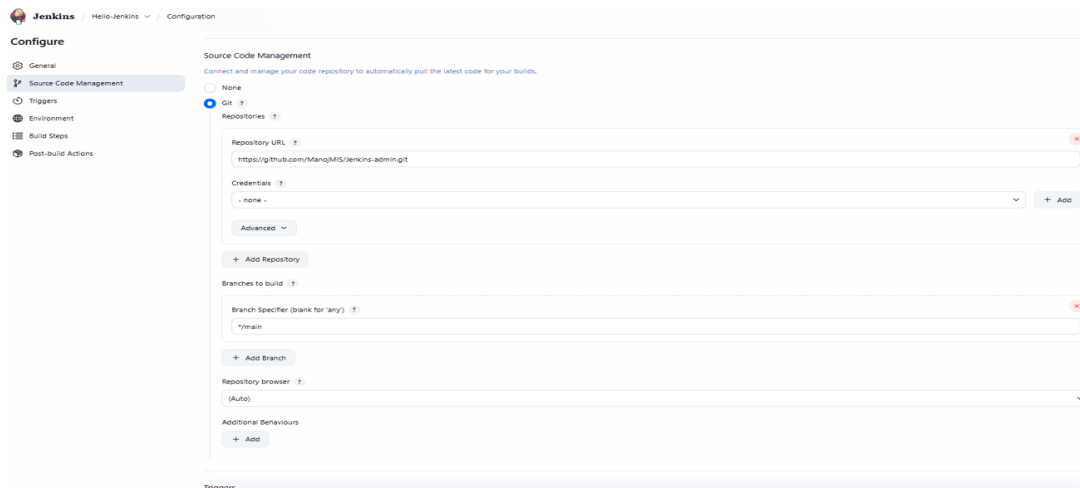 Jenkins / Hello-Jenkins / Configuration
Configure
General
Source Code Management
Triggers
Environment
Build Steps
Post-build Actions
Source Code Management
Connect and manage your code repository to automatically pull the latest code for your builds.
None
Git ?
Repositories ?
Repository URL ?
https://github.com/ManojMIS/Jenkins-admin.git
Credentials ?
- none -
+ Add
Advanced
+ Add Repository
Branches to build ?
Branch Specifier (blank for 'any') ?
*/main
+ Add Branch
Repository browser ?
(Auto)
Additional Behaviours
+ Add
Triggers